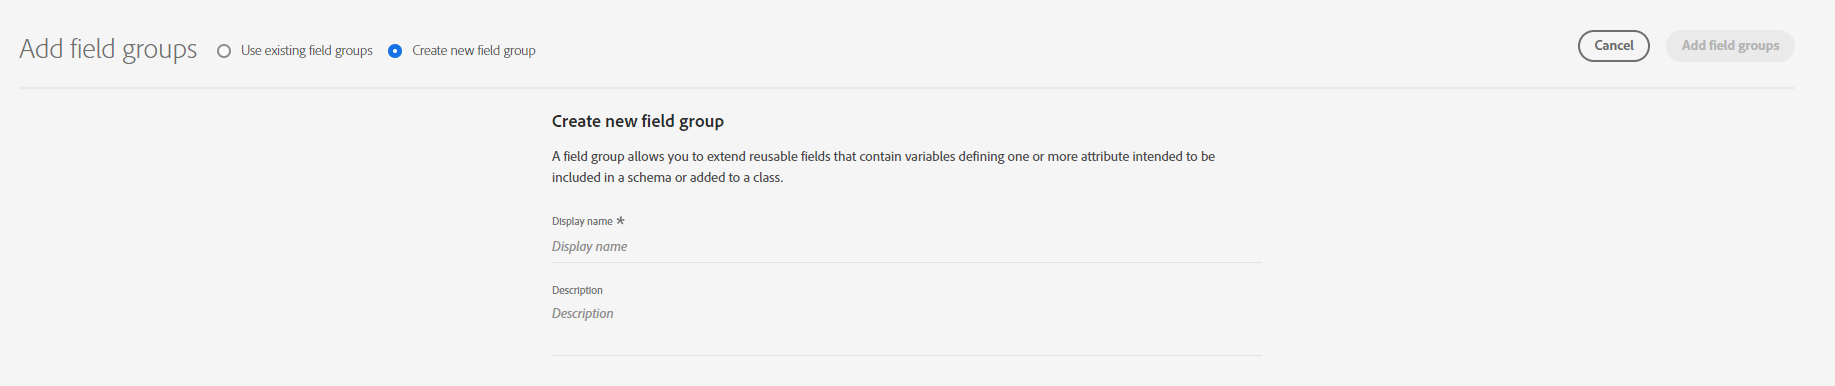 Add field groups
Use existing field groups
Create new field group
Cancel
Add field groups
Create new field group
A field group allows you to extend reusable fields that contain variables defining one or more attribute intended to be
included in a schema or added to a class.
Display name *
Display name
Description
Description